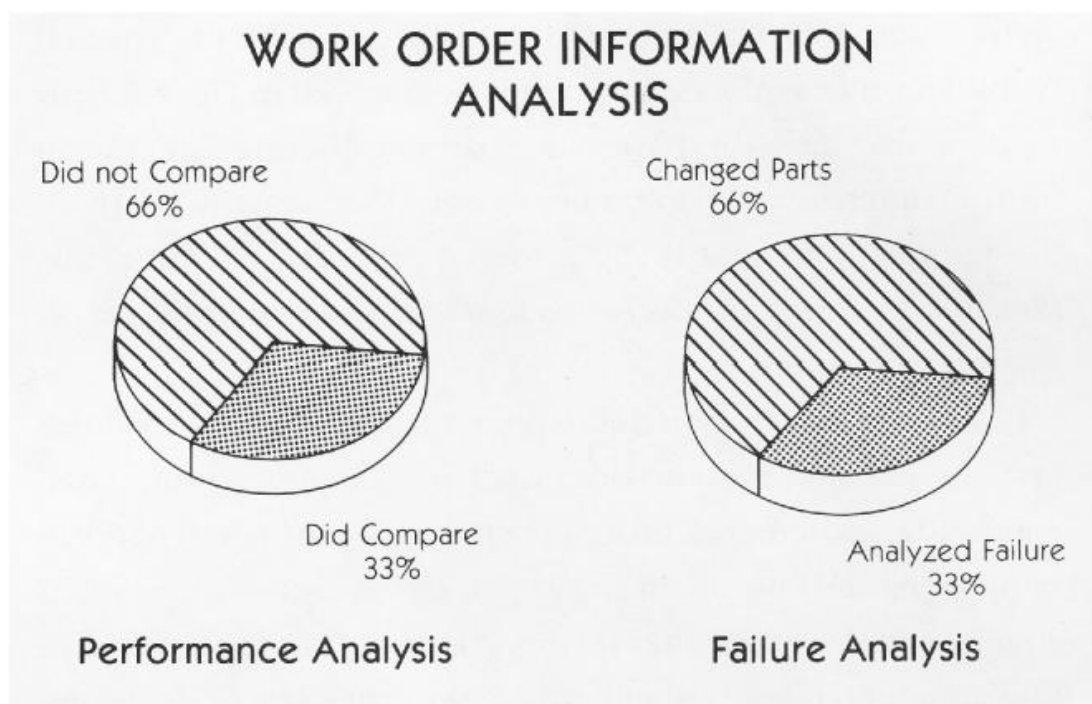 WORK ORDER INFORMATION
ANALYSIS
Did not Compare
66%
Did Compare
33%
Performance Analysis
Changed Parts
66%
Analyzed Failure
33%
Failure Analysis